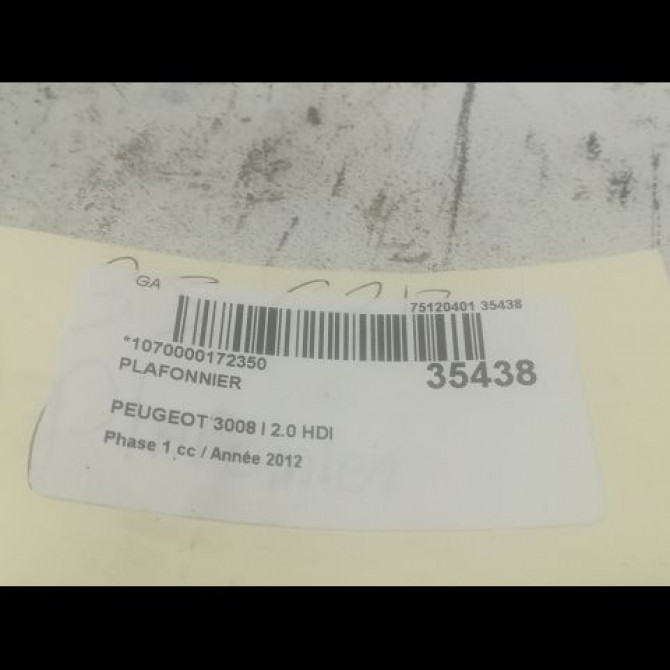 GA
75120401 35438
*1070000172350
35438
PLAFONNIER
PEUGEOT 3008 I 2.0 HDI
Phase 1 cc / Année 2012